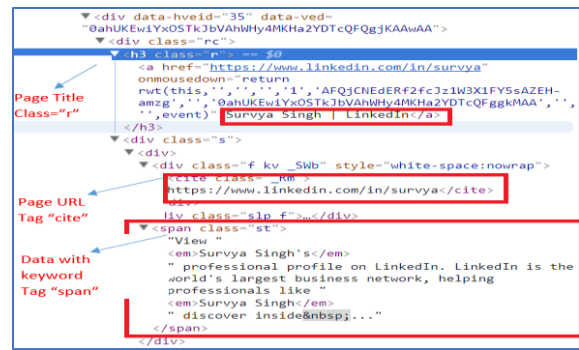 ▼<div data-hveid="35" data-ved=
"0ahUKEwiYxOSTkJbVAhWHy4MKHa2YDTcQFQgjKAAwAA">
▼<div class="rc">
▼<h3 class="r"> == $0
<a href="https://www.linkedin.com/in/survya"
onmousedown="return
rwt(this,'','','','1','AFQjCNEdERf2fcJz1W3X1FY5sAZEH-
amzg','','0ahUKEwiYxOSTkJbVAhWHy4MKHa2YDTcQFggkMAA','',
'',event)">Survya Singh | LinkedIn</a>
</h3>
Page Title
Class="r"
▼<div class="s">
▼<div>
▼<div class="f kv _SWb" style="white-space:nowrap">
<cite class="_Rm">
https://www.linkedin.com/in/survya</cite>
<div>
Page URL
Tag "cite"
div class="slp f">…</div>
▼<span class="st">
"View "
<em>Survya Singh's</em>
" professional profile on LinkedIn. LinkedIn is the
world's largest business network, helping
professionals like "
<em>Survya Singh</em>
" discover inside&nbsp;..."
</span>
</div>
Data with
keyword
Tag "span"